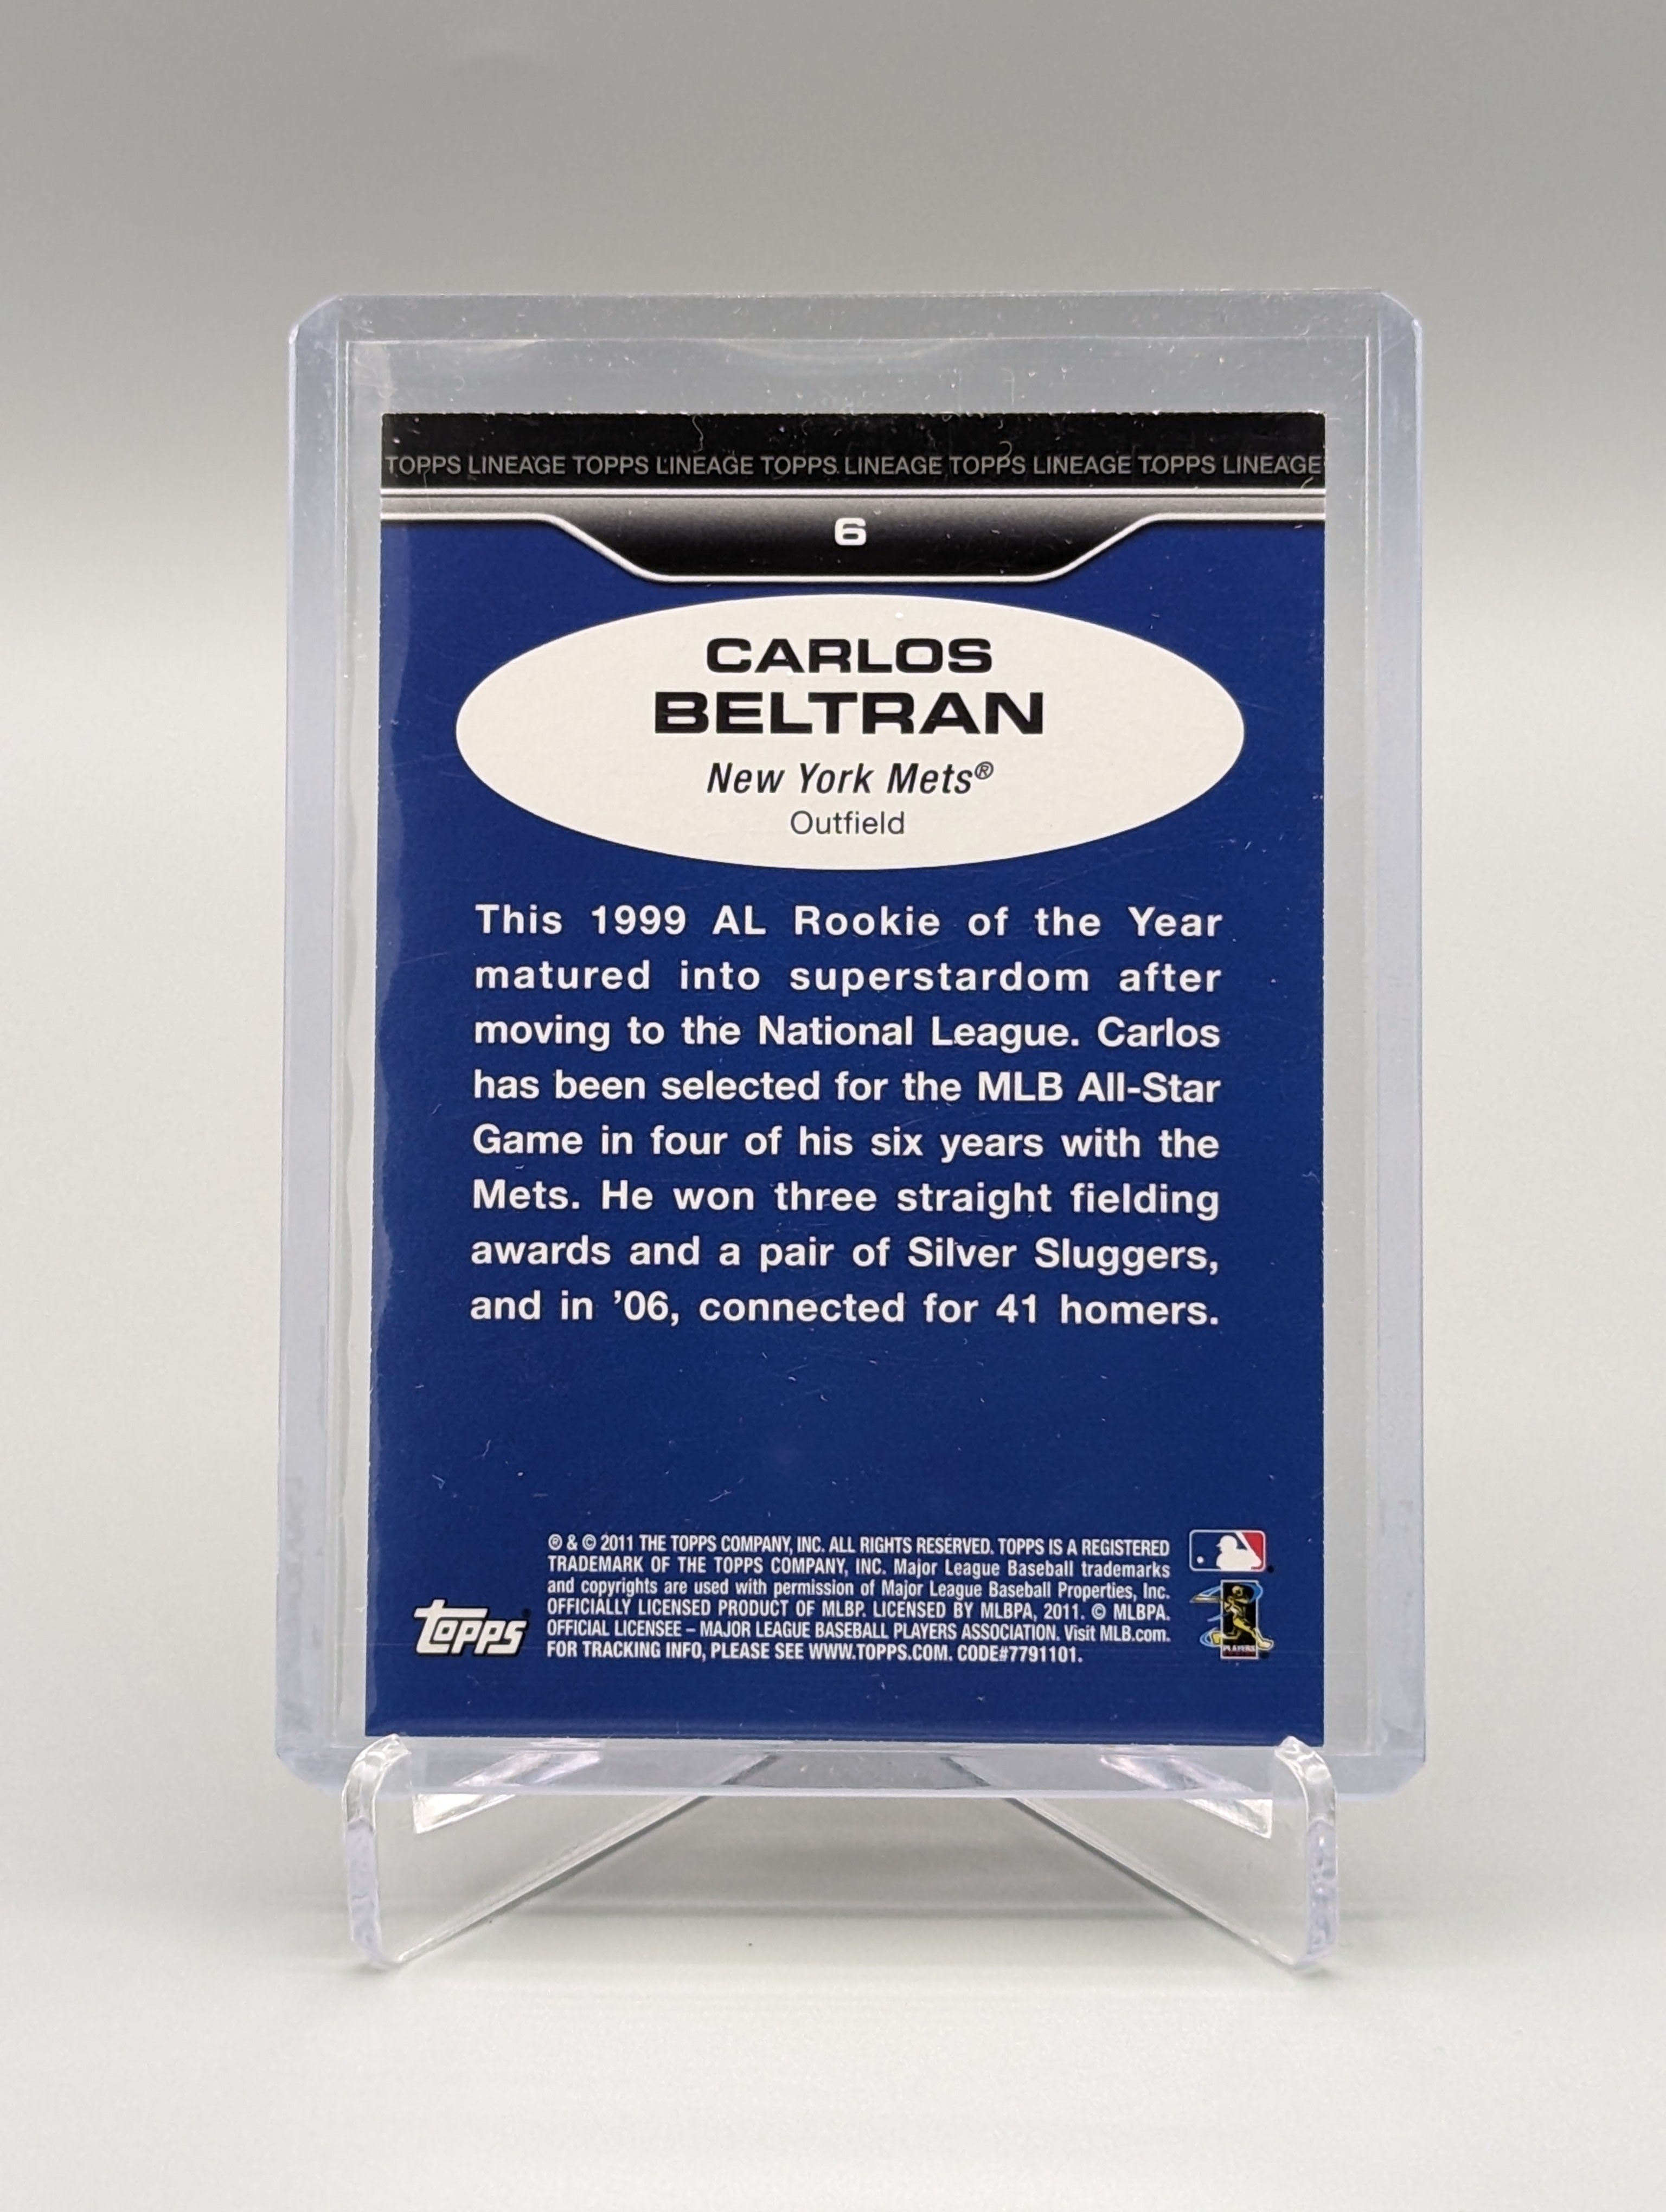 TOPPS LINEAGE TOPPS LINEAGE TOPPS LINEAGE TOPPS LINEAGE TOPPS LINEAGE
6
CARLOS
BELTRAN
New York Mets®
Outfield
This 1999 AL Rookie of the Year
matured into superstardom after
moving to the National League. Carlos
has been selected for the MLB All-Star
Game in four of his six years with the
Mets. He won three straight fielding
awards and a pair of Silver Sluggers,
and in ’06, connected for 41 homers.
® & © 2011 THE TOPPS COMPANY, INC. ALL RIGHTS RESERVED. TOPPS IS A REGISTERED
TRADEMARK OF THE TOPPS COMPANY, INC. Major League Baseball trademarks
and copyrights are used with permission of Major League Baseball Properties, Inc.
OFFICIALLY LICENSED PRODUCT OF MLBP. LICENSED BY MLBPA, 2011. © MLBPA.
OFFICIAL LICENSEE – MAJOR LEAGUE BASEBALL PLAYERS ASSOCIATION. Visit MLB.com.
FOR TRACKING INFO, PLEASE SEE WWW.TOPPS.COM. CODE#7791101.
topps
PLAYERS